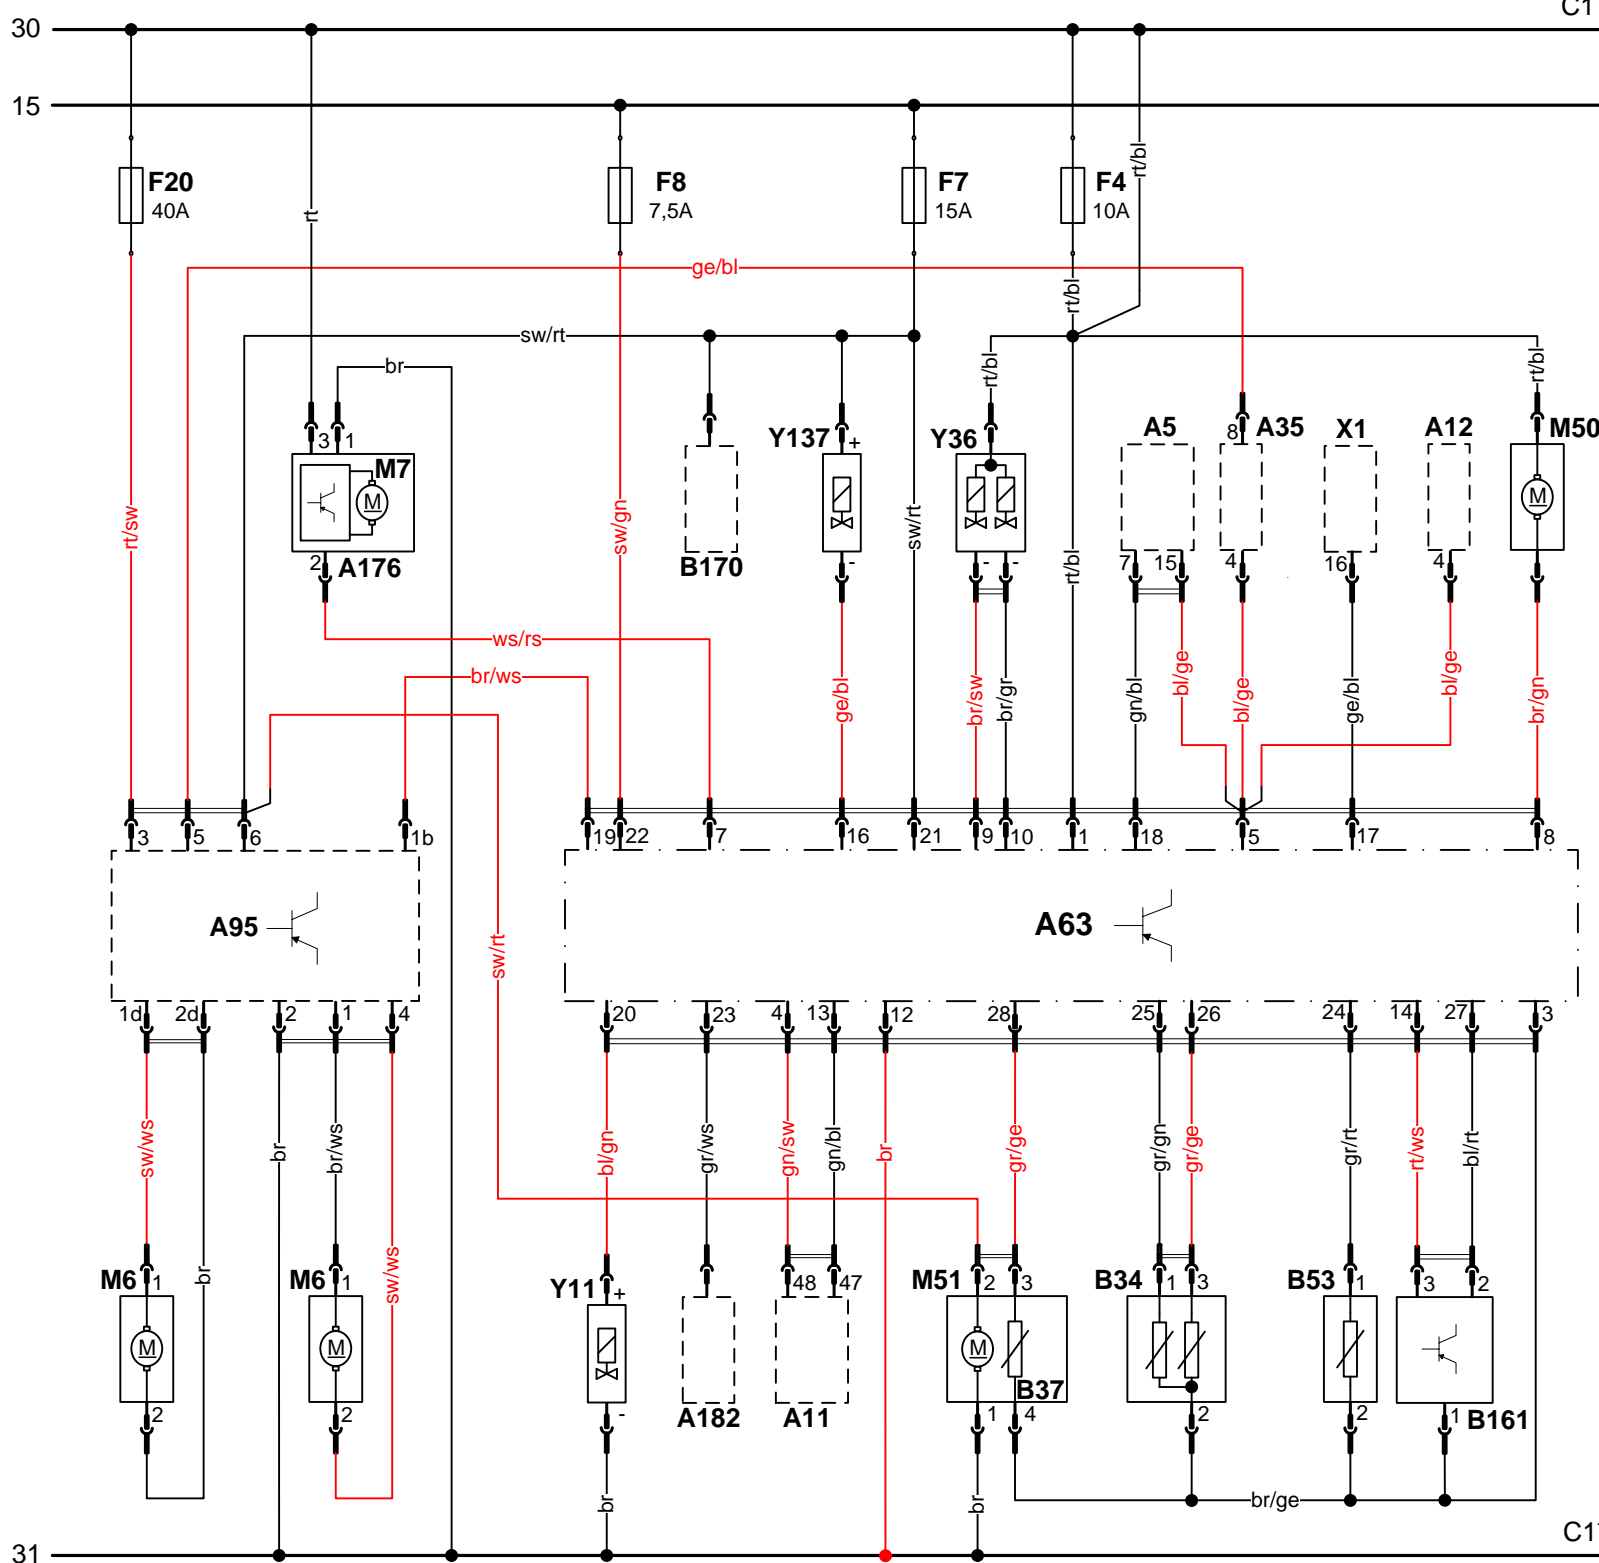 C1
30
15
F20
40A
F8
7,5A
F7
15A
F4
10A
rt/bl
rt
ge/bl
rt/bl
sw/rt
rt/bl
rt/bl
br
3 1
M7
M
2
A176
B170
Y137
+
-
Y36
- -
A5
7 15
8
A35
4
X1
16
A12
4
M50
M
rt/sw
sw/gn
sw/rt
rt/bl
ws/rs
br/ws
ge/bl
br/sw
br/gr
gn/bl
bl/ge
bl/ge
ge/bl
bl/ge
br/gn
3 5 6 1b
19 22 7 16 21 9 10 1 18 5 17 8
A95
A63
sw/rt
1d 2d 2 1 4
20 23 4 13 12 28 25 26 24 14 27 3
sw/ws
br
br/ws
bl/gn
gr/ws
gn/sw
gn/bl
br
gr/ge
gr/gn
gr/ge
gr/rt
rt/ws
bl/rt
br
sw/ws
M6
1
M
2
M6
1
M
2
Y11
+
-
A182
48 47
A11
M51
2 3
M
B37
1 4
B34
1 3
2
B53
1
2
3 2
1
B161
br
br
br/ge
31